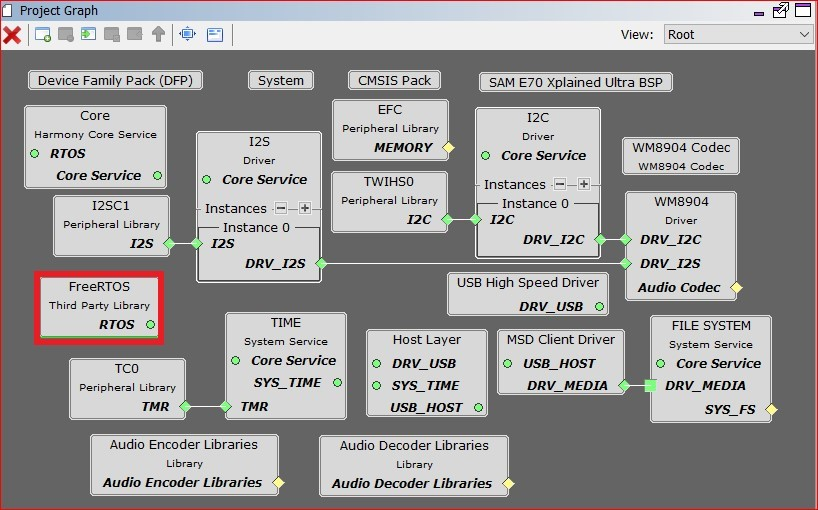 Project Graph
View: Root
Device Family Pack (DFP)
System
CMSIS Pack
SAM E70 Xplained Ultra BSP
Core
Harmony Core Service
RTOS
Core Service
I2S
Driver
Core Service
Instances
Instance 0
I2S
DRV_I2S
EFC
Peripheral Library
MEMORY
I2C
Driver
Core Service
Instances
Instance 0
I2C
DRV_I2C
WM8904 Codec
WM8904 Codec
I2SC1
Peripheral Library
I2S
TWIHS0
Peripheral Library
I2C
WM8904
Driver
DRV_I2C
DRV_I2S
Audio Codec
FreeRTOS
Third Party Library
RTOS
USB High Speed Driver
DRV_USB
TIME
System Service
Core Service
SYS_TIME
TMR
Host Layer
DRV_USB
SYS_TIME
USB_HOST
MSD Client Driver
USB_HOST
DRV_MEDIA
FILE SYSTEM
System Service
Core Service
DRV_MEDIA
SYS_FS
TC0
Peripheral Library
TMR
Audio Encoder Libraries
Library
Audio Encoder Libraries
Audio Decoder Libraries
Library
Audio Decoder Libraries